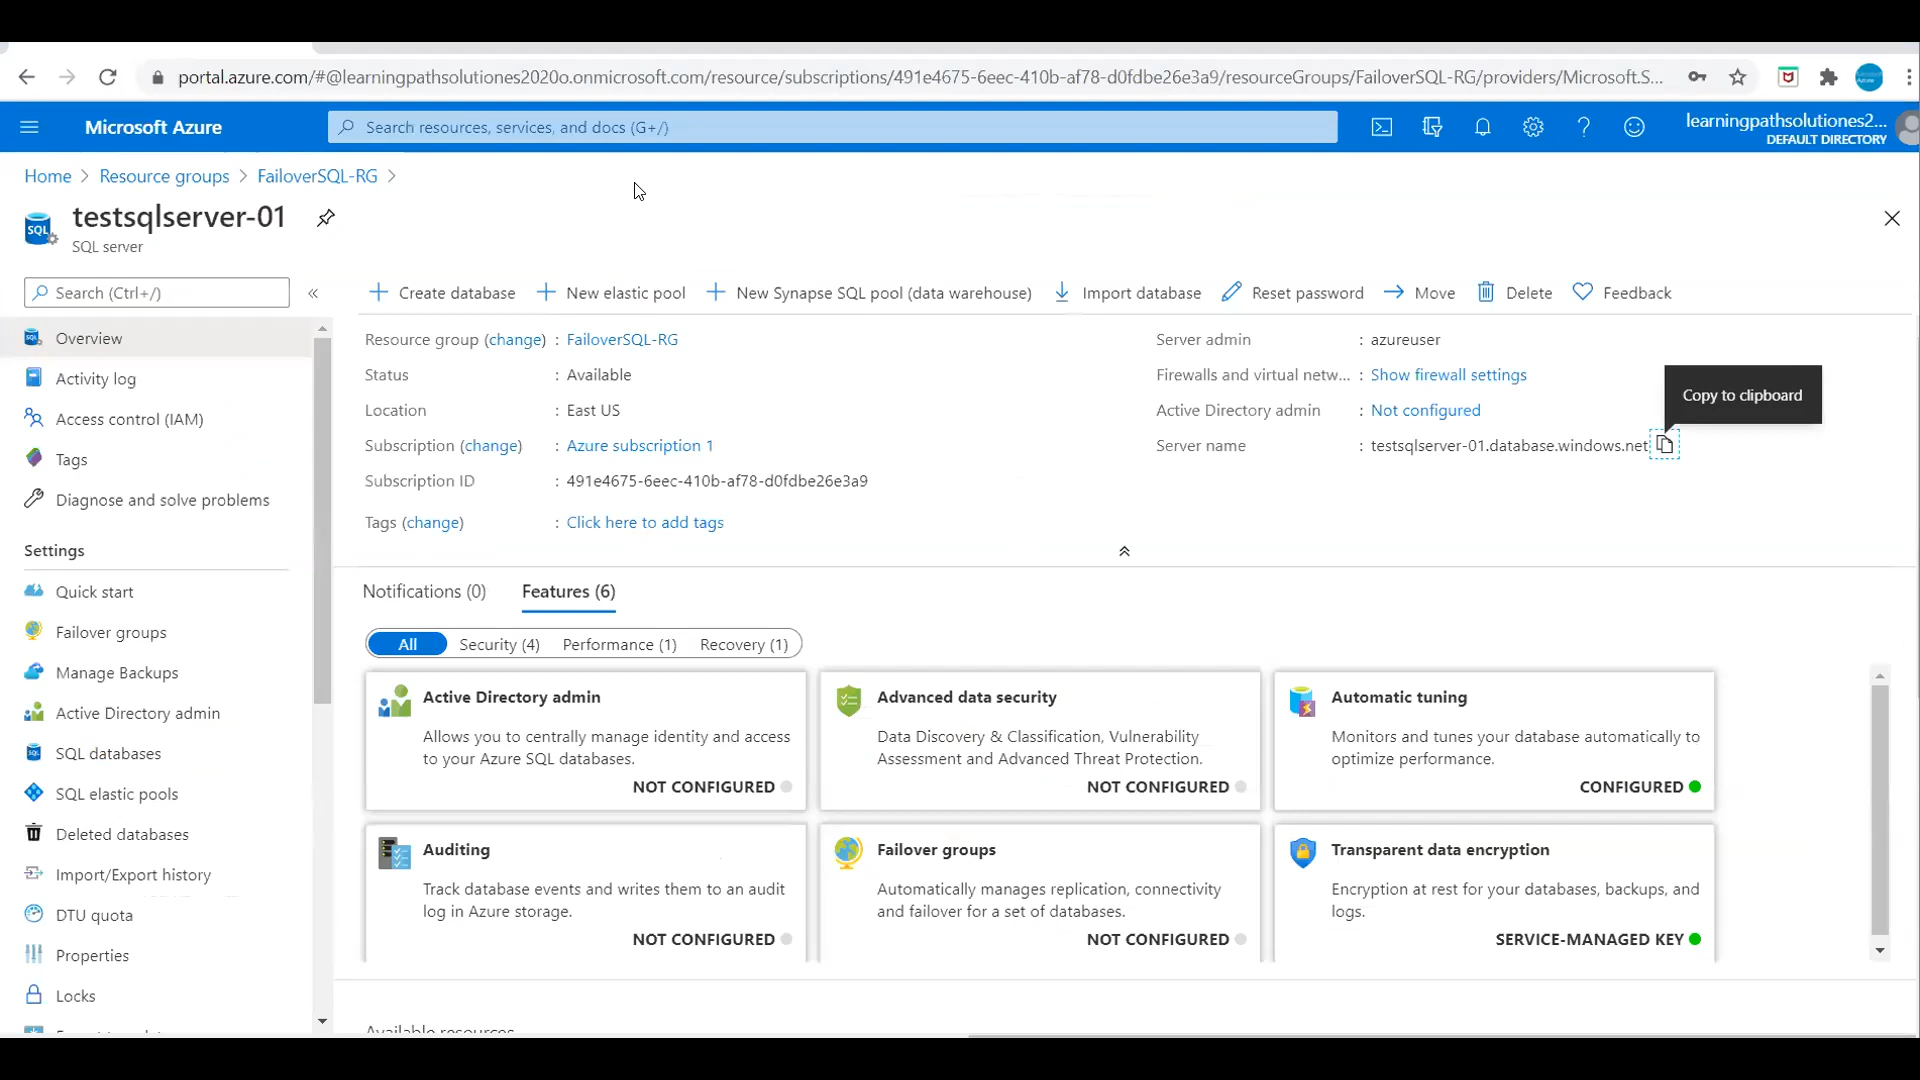 portal.azure.com/#@learningpathsolutiones2020o.onmicrosoft.com/resource/subscriptions/491e4675-6eec-410b-af78-d0fdbe26e3a9/resourceGroups/FailoverSQL-RG/providers/Microsoft.S...
Microsoft Azure
Search resources, services, and docs (G+/)
learningpathsolutiones2...
DEFAULT DIRECTORY
Home > Resource groups > FailoverSQL-RG >
testsqlserver-01
SQL
SQL server
Search (Ctrl+/)
«
Create database
New elastic pool
New Synapse SQL pool (data warehouse)
Import database
Reset password
Move
Delete
Feedback
Overview
Activity log
Access control (IAM)
Tags
Diagnose and solve problems
Settings
Quick start
Failover groups
Manage Backups
Active Directory admin
SQL databases
SQL elastic pools
Deleted databases
Import/Export history
DTU quota
Properties
Locks
Resource group (change) : FailoverSQL-RG
Status : Available
Location : East US
Subscription (change) : Azure subscription 1
Subscription ID : 491e4675-6eec-410b-af78-d0fdbe26e3a9
Tags (change) : Click here to add tags
Server admin : azureuser
Firewalls and virtual netw... : Show firewall settings
Active Directory admin : Not configured
Server name : testsqlserver-01.database.windows.net
Copy to clipboard
Notifications (0)
Features (6)
All
Security (4)
Performance (1)
Recovery (1)
Active Directory admin
Allows you to centrally manage identity and access
to your Azure SQL databases.
NOT CONFIGURED
Advanced data security
Data Discovery & Classification, Vulnerability
Assessment and Advanced Threat Protection.
NOT CONFIGURED
Automatic tuning
Monitors and tunes your database automatically to
optimize performance.
CONFIGURED
Auditing
Track database events and writes them to an audit
log in Azure storage.
NOT CONFIGURED
Failover groups
Automatically manages replication, connectivity
and failover for a set of databases.
NOT CONFIGURED
Transparent data encryption
Encryption at rest for your databases, backups, and
logs.
SERVICE-MANAGED KEY
Available resources